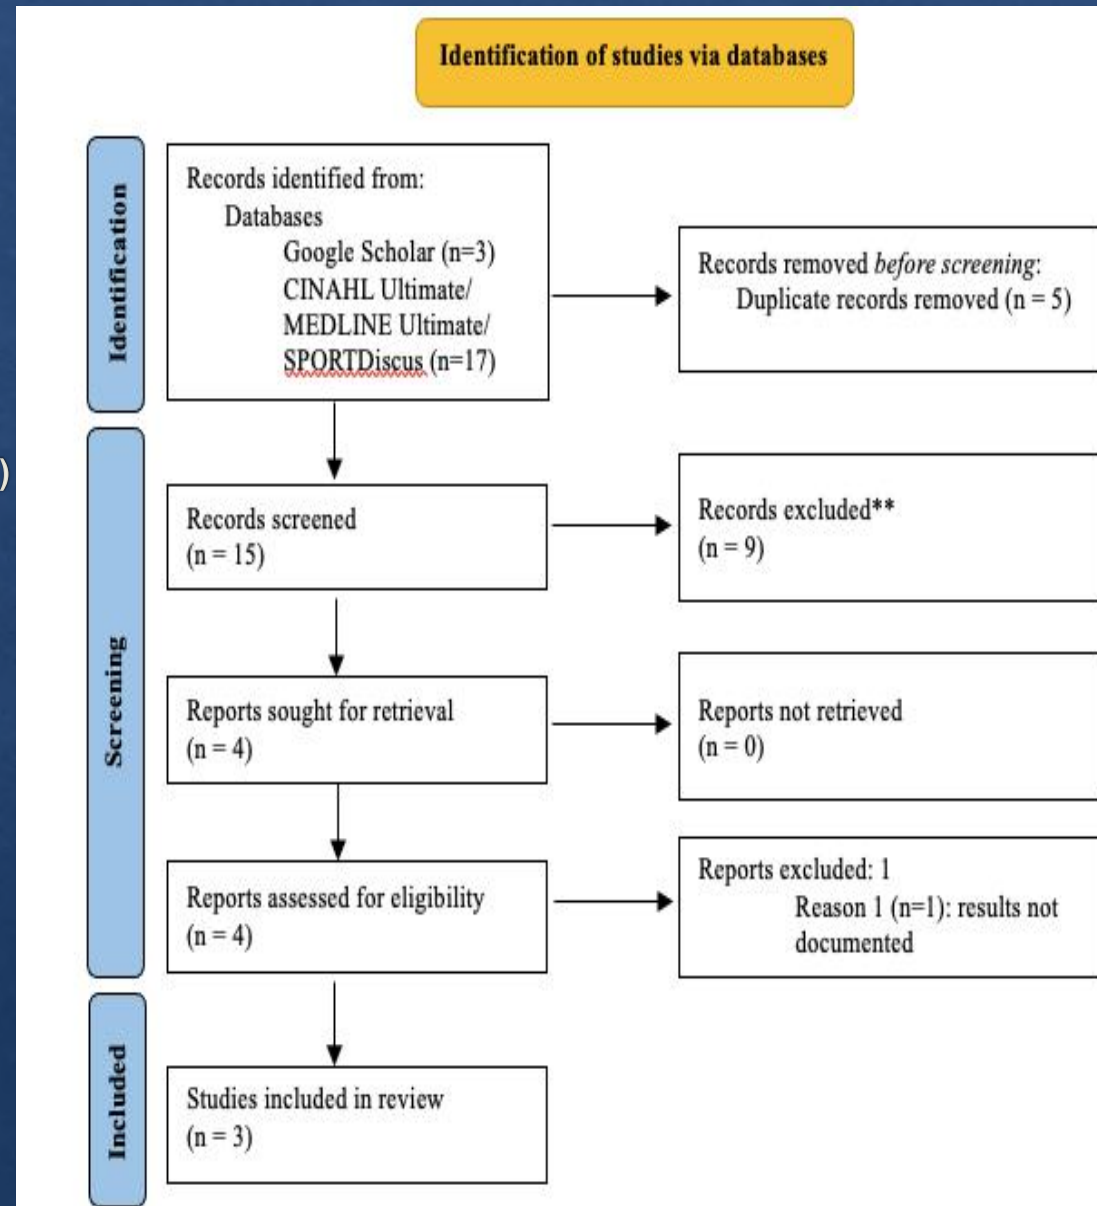 Identification of studies via databases
Identification
Records identified from:
Databases
Google Scholar (n=3)
CINAHL Ultimate/
MEDLINE Ultimate/
SPORTDiscus (n=17)
Records removed before screening:
Duplicate records removed (n = 5)
)
Screening
Records screened
(n = 15)
Records excluded**
(n = 9)
Reports sought for retrieval
(n = 4)
Reports not retrieved
(n = 0)
Reports assessed for eligibility
(n = 4)
Reports excluded: 1
Reason 1 (n=1): results not
documented
Included
Studies included in review
(n = 3)